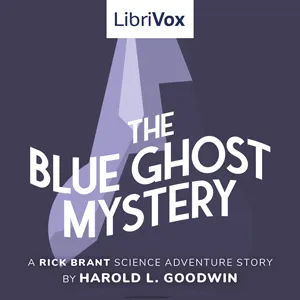 LibriVox
THE
BLUE GHOST
MYSTERY
A RICK BRANT SCIENCE ADVENTURE STORY
BY HAROLD L. GOODWIN